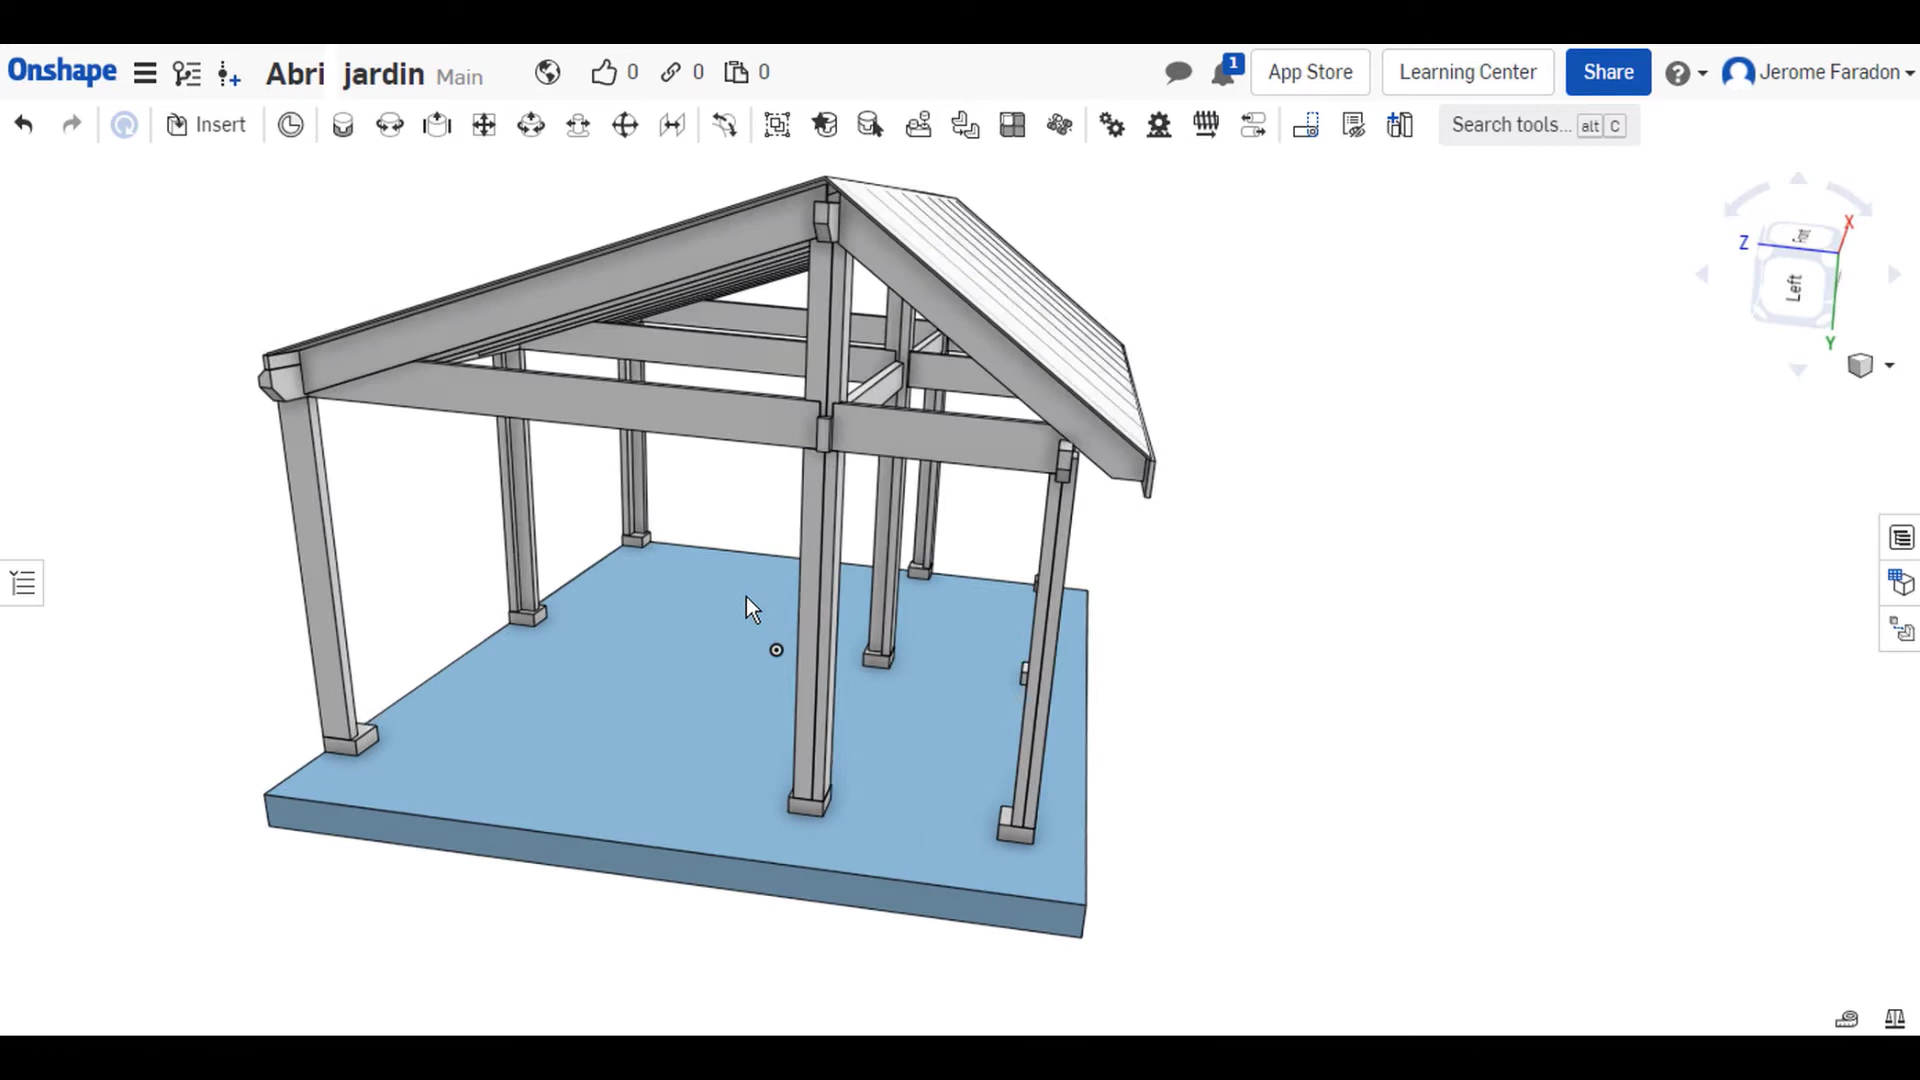 Onshape Abri jardin Main 0 0 0 1 App Store Learning Center Share Jerome Faradon
Insert Search tools... alt C
X
Z
Left
Y